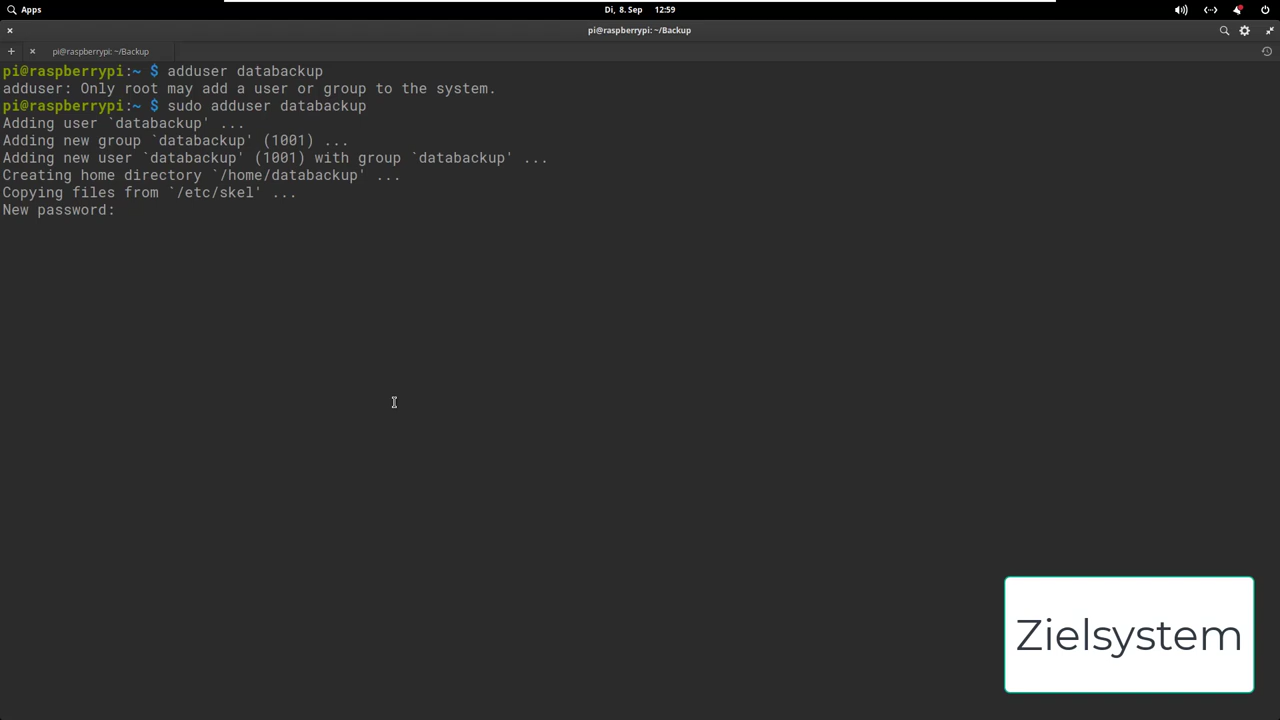 Apps
Di, 8. Sep 12:59
pi@raspberrypi: ~/Backup
pi@raspberrypi: ~/Backup
pi@raspberrypi:~ $ adduser databackup
adduser: Only root may add a user or group to the system.
pi@raspberrypi:~ $ sudo adduser databackup
Adding user `databackup' ...
Adding new group `databackup' (1001) ...
Adding new user `databackup' (1001) with group `databackup' ...
Creating home directory `/home/databackup' ...
Copying files from `/etc/skel' ...
New password:
Zielsystem